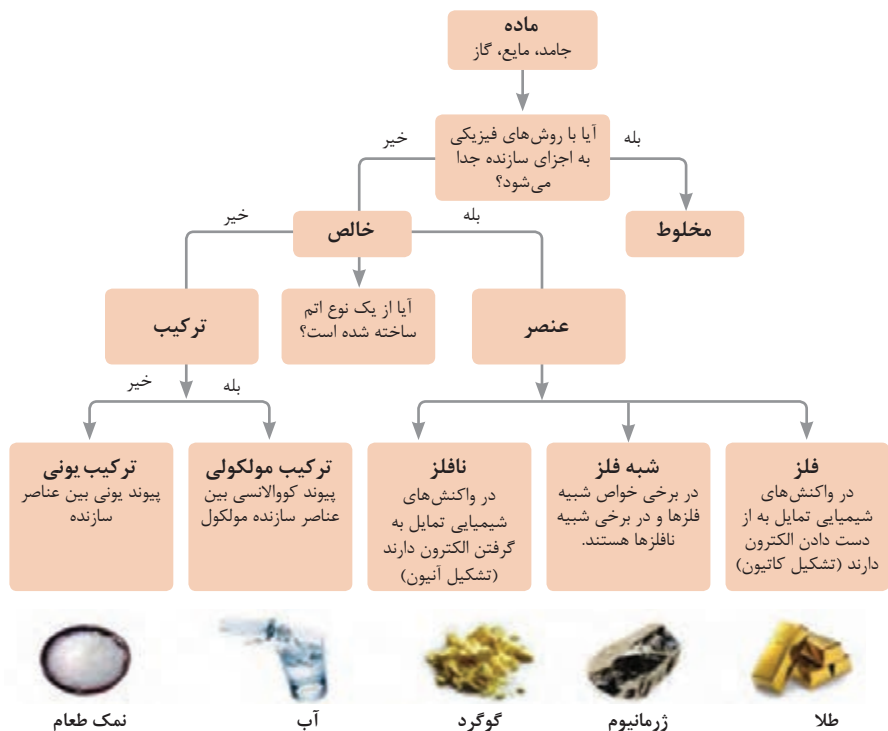 ماده
جامد، مایع، گاز
آیا با روش‌های فیزیکی
به اجزای سازنده جدا
می‌شود؟
بله
خیر
مخلوط
خالص
بله
خیر
عنصر
آیا از یک نوع اتم
ساخته شده است؟
ترکیب
بله
خیر
فلز
در واکنش‌های
شیمیایی تمایل به از
دست دادن الکترون
دارند (تشکیل کاتیون)
شبه فلز
در برخی خواص شبیه
فلزها و در برخی شبیه
نافلزها هستند.
نافلز
در واکنش‌های
شیمیایی تمایل به
گرفتن الکترون دارند
(تشکیل آنیون)
ترکیب مولکولی
پیوند کووالانسی بین
عناصر سازنده مولکول
ترکیب یونی
پیوند یونی بین عناصر
سازنده
طلا
ژرمانیوم
گوگرد
آب
نمک طعام